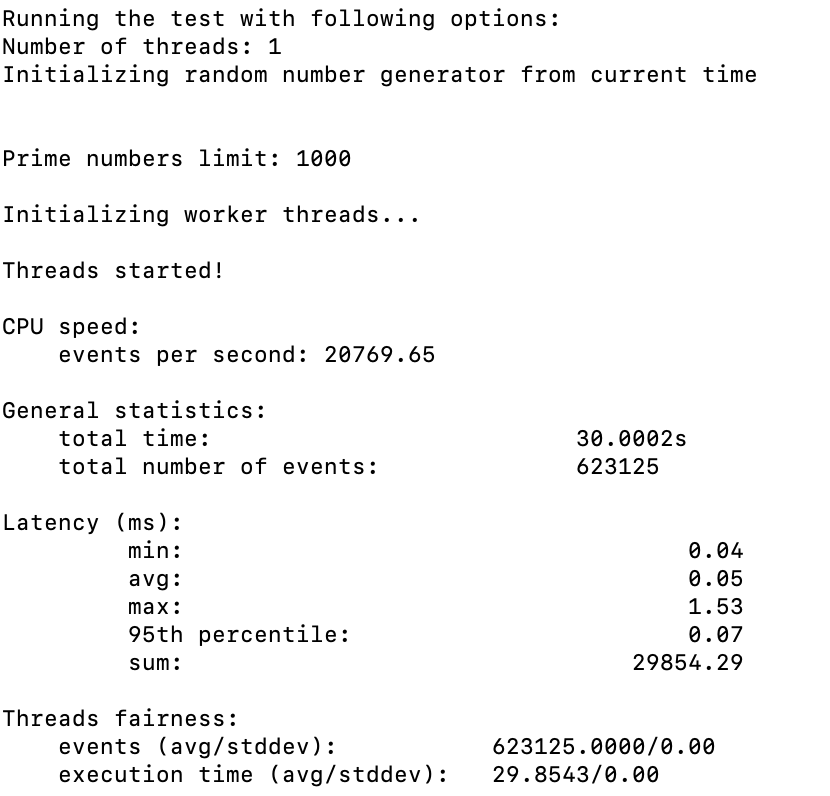 Running the test with following options:
Number of threads: 1
Initializing random number generator from current time
Prime numbers limit: 1000
Initializing worker threads...
Threads started!
CPU speed:
events per second: 20769.65
General statistics:
total time: 30.0002s
total number of events: 623125
Latency (ms):
min: 0.04
avg: 0.05
max: 1.53
95th percentile: 0.07
sum: 29854.29
Threads fairness:
events (avg/stddev): 623125.0000/0.00
execution time (avg/stddev): 29.8543/0.00